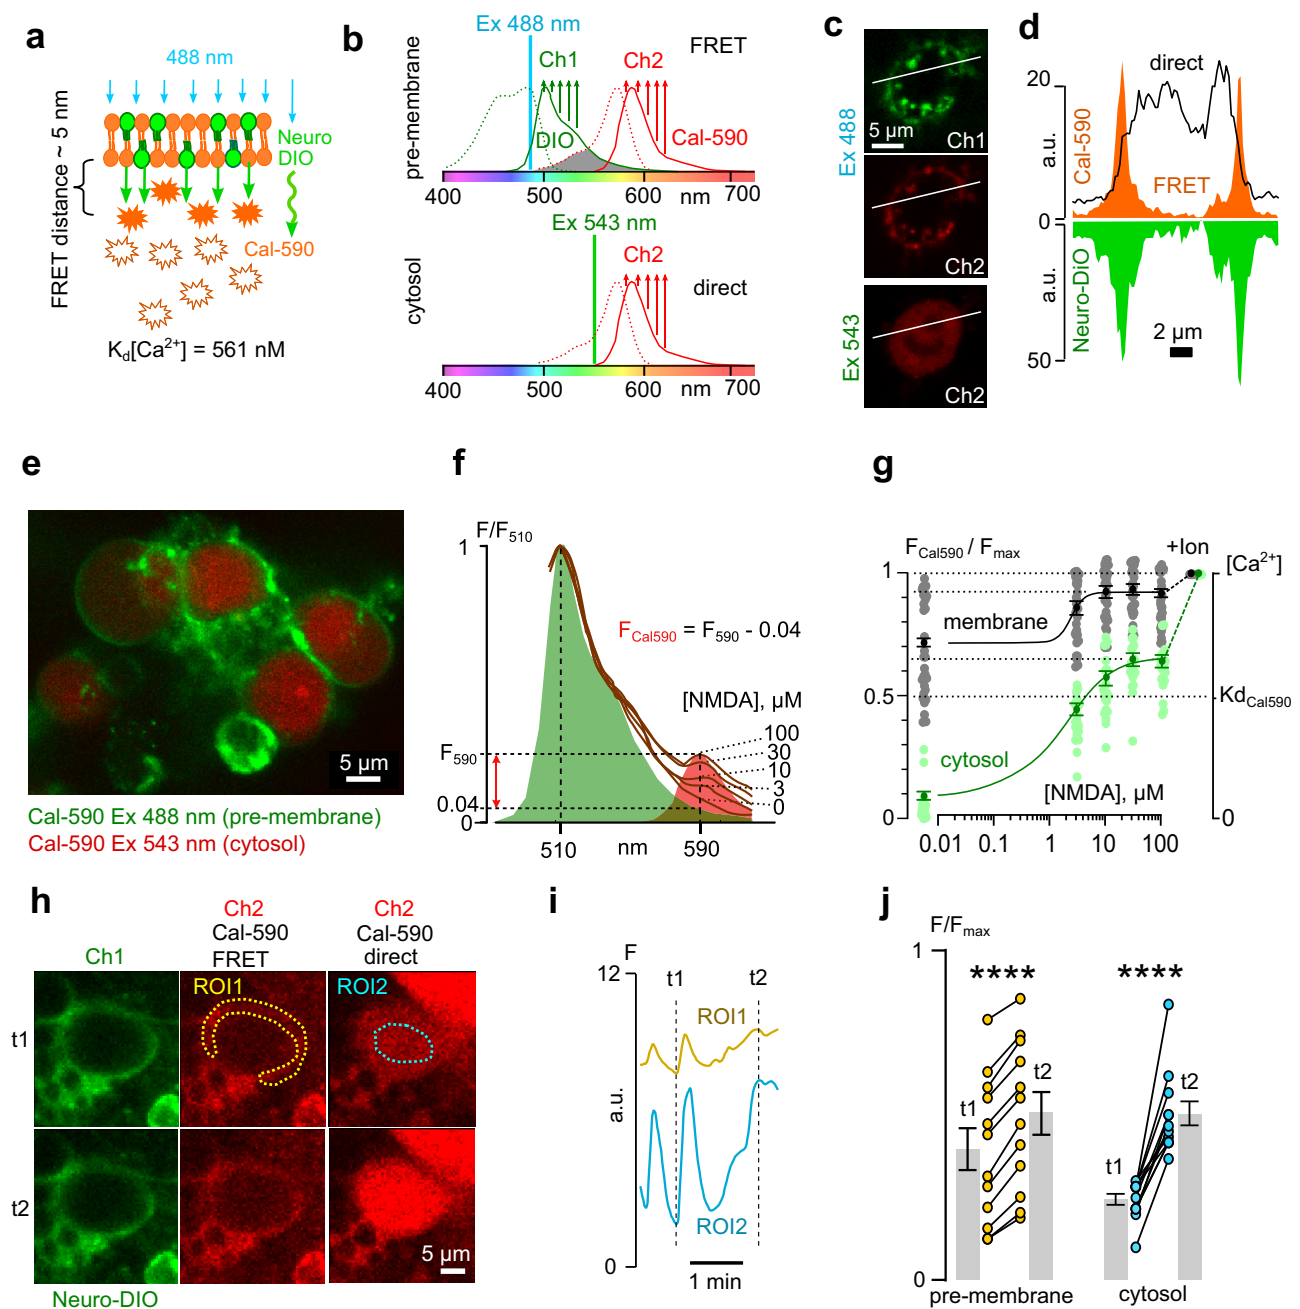 a
488 nm
FRET distance ~ 5 nm
Neuro
DIO
Cal-590
Kd[Ca2+] = 561 nM
b
Ex 488 nm
pre-membrane
Ch1
Ch2
FRET
DIO
Cal-590
400
500
600
nm
700
Ex 543 nm
cytosol
Ch2
direct
400
500
600
nm
700
c
Ex 488
5 µm
Ch1
Ch2
Ex 543
Ch2
d
20
direct
Cal-590
a.u.
FRET
0
0
a.u.
Neuro-DiO
2 µm
50
e
5 µm
Cal-590 Ex 488 nm (pre-membrane)
Cal-590 Ex 543 nm (cytosol)
f
F/F510
1
FCal590 = F590 - 0.04
[NMDA], µM
100
30
10
3
0
F590
0.04
0
510
nm
590
g
FCal590 / Fmax
+Ion
[Ca2+]
1
membrane
0.5
KdCal590
cytosol
[NMDA], µM
0
0
0.01
0.1
1
10
100
h
Ch1
Ch2
Cal-590
FRET
Ch2
Cal-590
direct
t1
ROI1
ROI2
t2
5 µm
Neuro-DIO
i
F
12
t1
t2
ROI1
a.u.
ROI2
0
1 min
j
F/Fmax
1
****
****
t1
t2
t1
t2
0
pre-membrane
cytosol